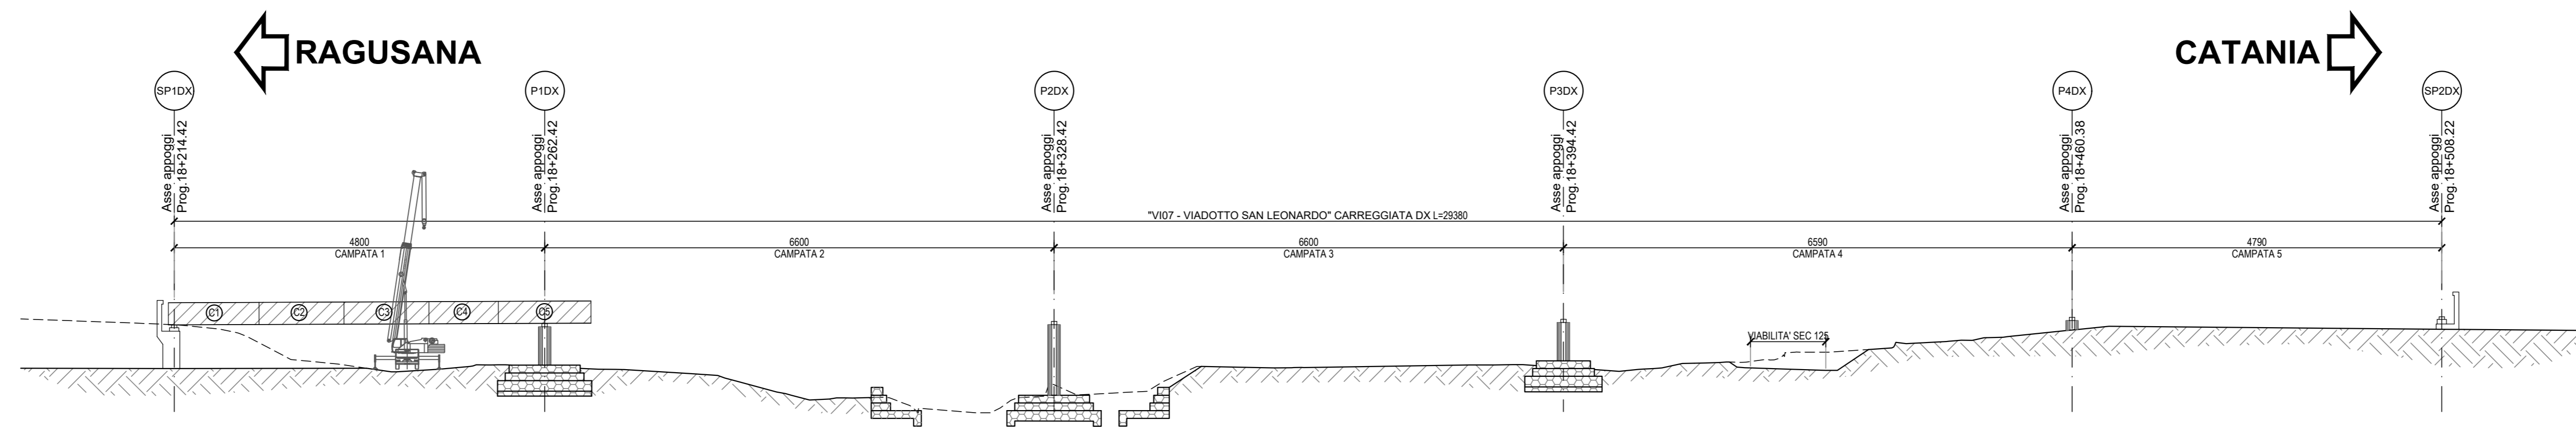 RAGUSANA
CATANIA
SP1DX
P1DX
P2DX
P3DX
P4DX
SP2DX
Asse appoggi
Prog.18+214.42
Asse appoggi
Prog.18+262.42
Asse appoggi
Prog.18+328.42
Asse appoggi
Prog.18+394.42
Asse appoggi
Prog.18+460.38
Asse appoggi
Prog.18+508.22
"VI07 - VIADOTTO SAN LEONARDO" CARREGGIATA DX L=29380
4800
CAMPATA 1
6600
CAMPATA 2
6600
CAMPATA 3
6590
CAMPATA 4
4790
CAMPATA 5
C1
C2
C3
C4
C5
VIABILITA' SEC 125